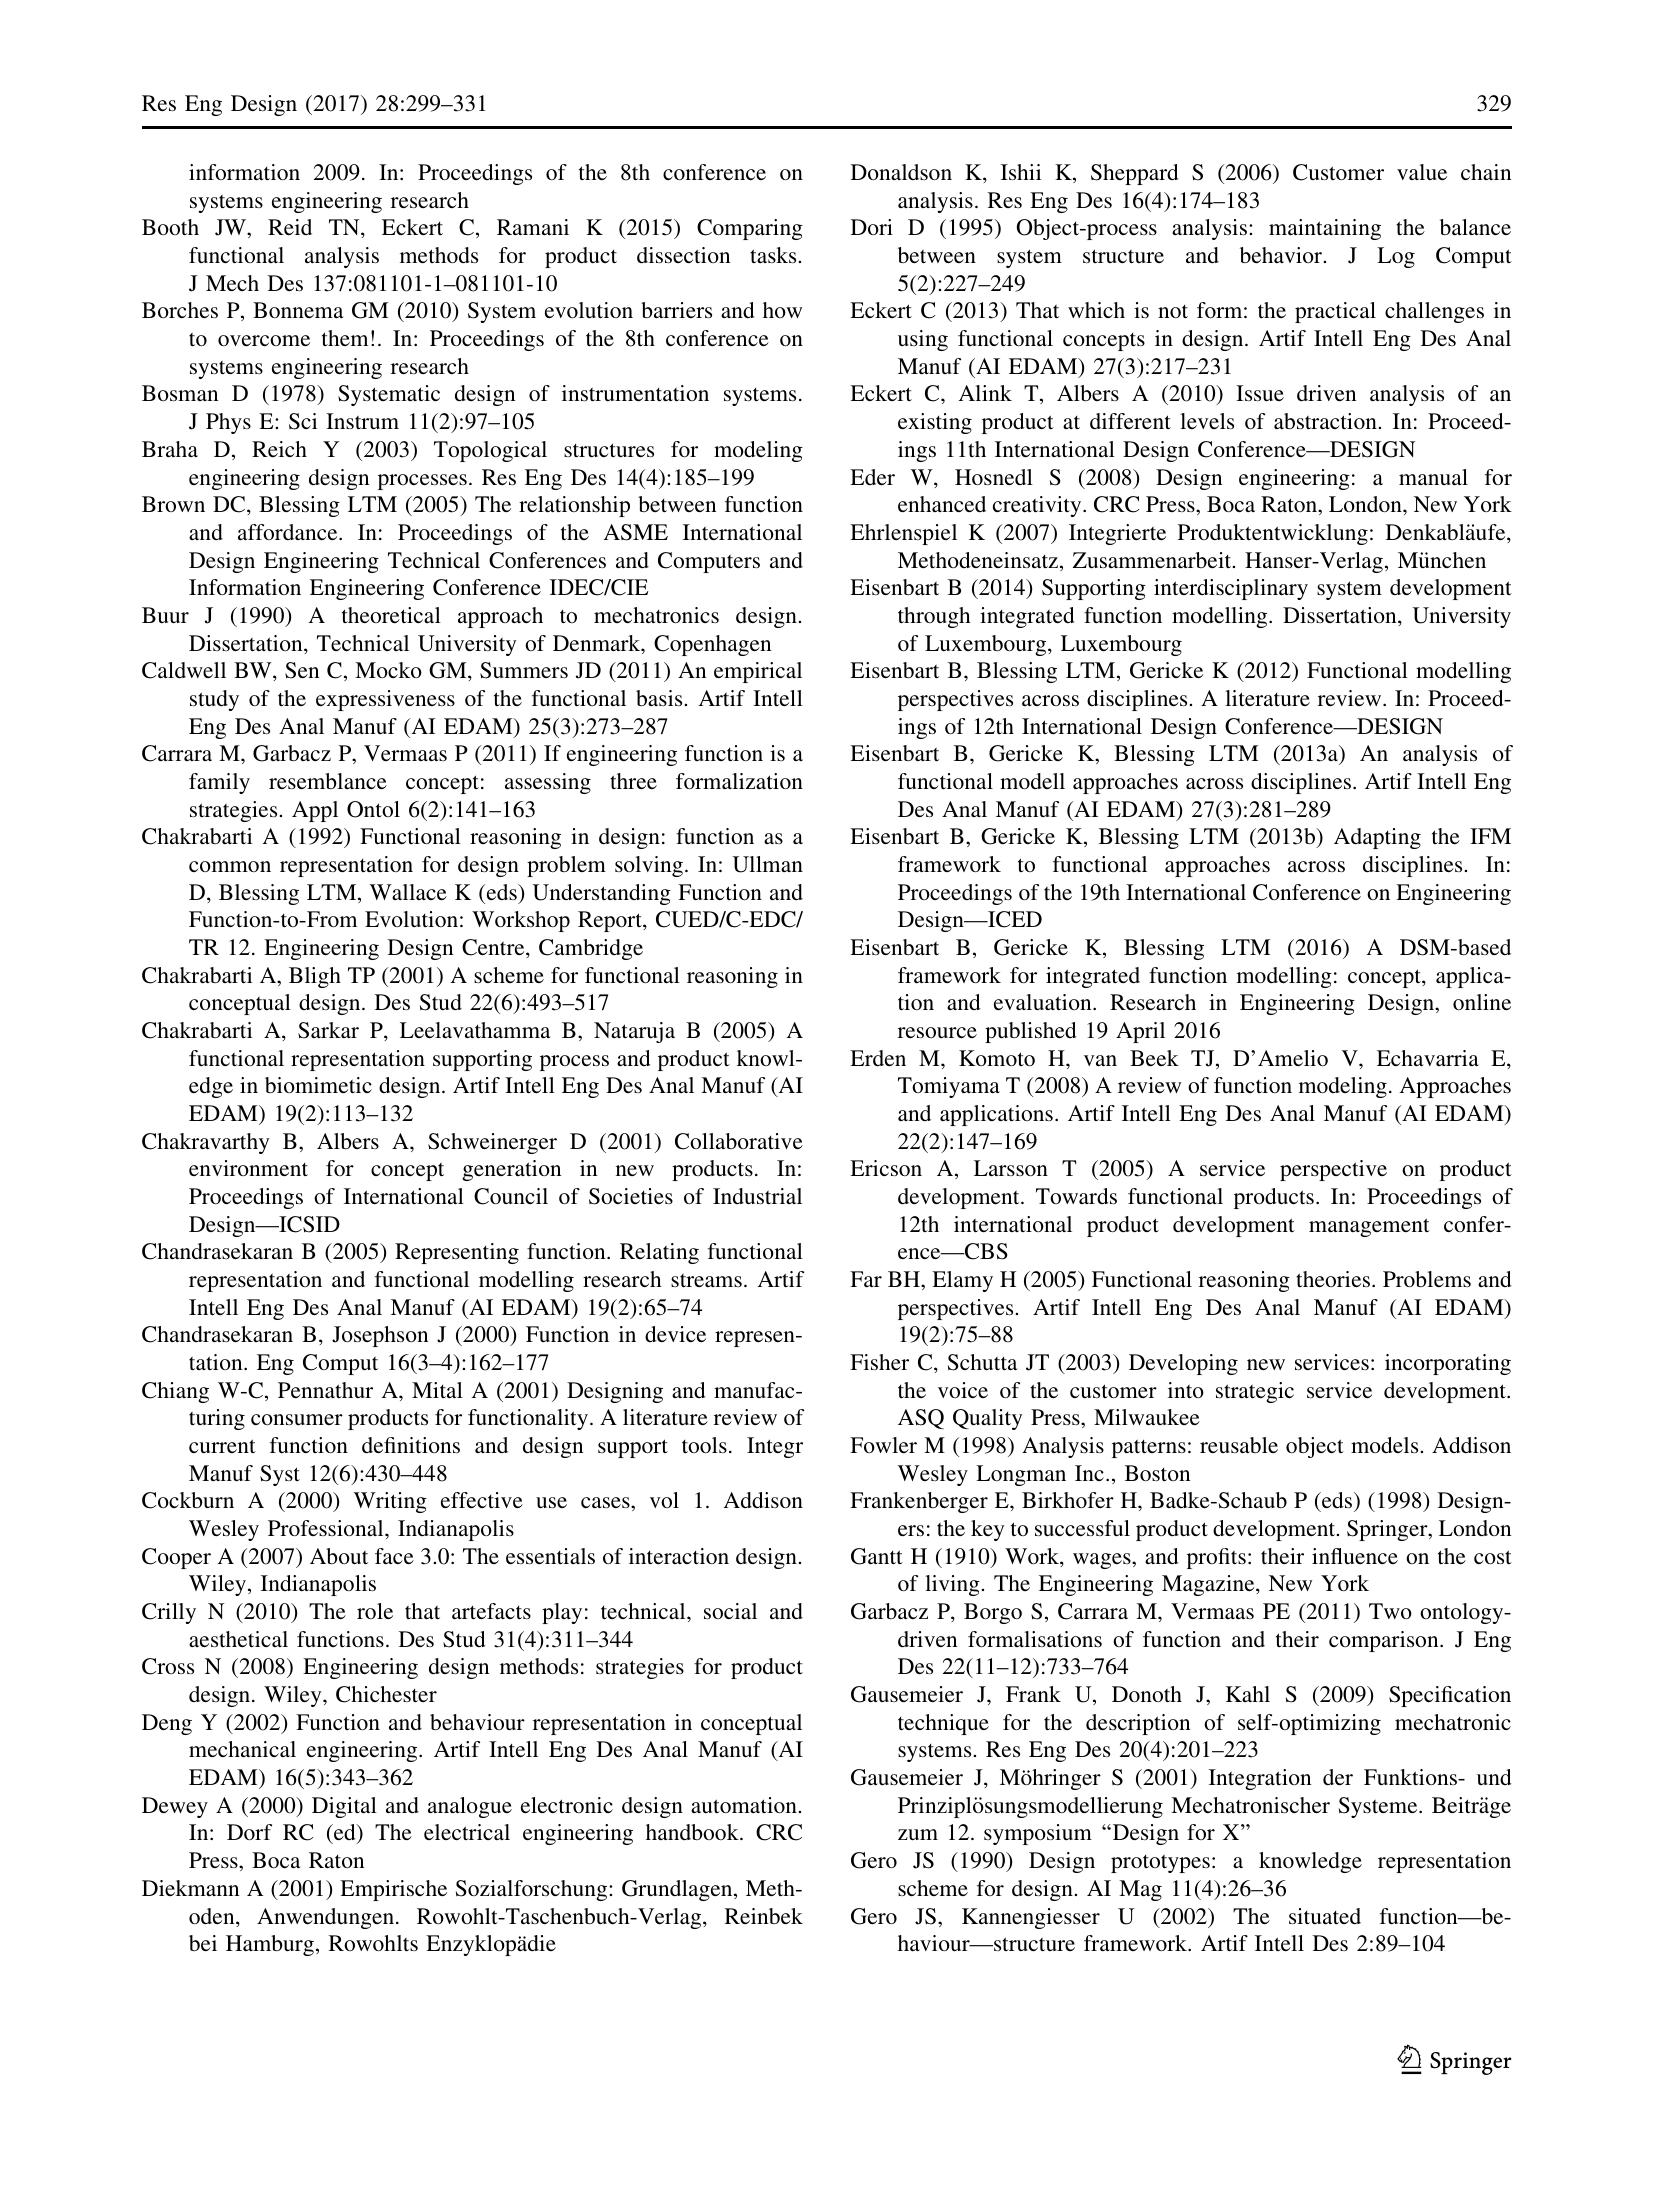 Res Eng Design (2017) 28:299–331
329
information 2009. In: Proceedings of the 8th conference on
systems engineering research
Booth JW, Reid TN, Eckert C, Ramani K (2015) Comparing
functional analysis methods for product dissection tasks.
J Mech Des 137:081101-1–081101-10
Borches P, Bonnema GM (2010) System evolution barriers and how
to overcome them!. In: Proceedings of the 8th conference on
systems engineering research
Bosman D (1978) Systematic design of instrumentation systems.
J Phys E: Sci Instrum 11(2):97–105
Braha D, Reich Y (2003) Topological structures for modeling
engineering design processes. Res Eng Des 14(4):185–199
Brown DC, Blessing LTM (2005) The relationship between function
and affordance. In: Proceedings of the ASME International
Design Engineering Technical Conferences and Computers and
Information Engineering Conference IDEC/CIE
Buur J (1990) A theoretical approach to mechatronics design.
Dissertation, Technical University of Denmark, Copenhagen
Caldwell BW, Sen C, Mocko GM, Summers JD (2011) An empirical
study of the expressiveness of the functional basis. Artif Intell
Eng Des Anal Manuf (AI EDAM) 25(3):273–287
Carrara M, Garbacz P, Vermaas P (2011) If engineering function is a
family resemblance concept: assessing three formalization
strategies. Appl Ontol 6(2):141–163
Chakrabarti A (1992) Functional reasoning in design: function as a
common representation for design problem solving. In: Ullman
D, Blessing LTM, Wallace K (eds) Understanding Function and
Function-to-From Evolution: Workshop Report, CUED/C-EDC/
TR 12. Engineering Design Centre, Cambridge
Chakrabarti A, Bligh TP (2001) A scheme for functional reasoning in
conceptual design. Des Stud 22(6):493–517
Chakrabarti A, Sarkar P, Leelavathamma B, Nataruja B (2005) A
functional representation supporting process and product knowl-
edge in biomimetic design. Artif Intell Eng Des Anal Manuf (AI
EDAM) 19(2):113–132
Chakravarthy B, Albers A, Schweinerger D (2001) Collaborative
environment for concept generation in new products. In:
Proceedings of International Council of Societies of Industrial
Design—ICSID
Chandrasekaran B (2005) Representing function. Relating functional
representation and functional modelling research streams. Artif
Intell Eng Des Anal Manuf (AI EDAM) 19(2):65–74
Chandrasekaran B, Josephson J (2000) Function in device represen-
tation. Eng Comput 16(3–4):162–177
Chiang W-C, Pennathur A, Mital A (2001) Designing and manufac-
turing consumer products for functionality. A literature review of
current function definitions and design support tools. Integr
Manuf Syst 12(6):430–448
Cockburn A (2000) Writing effective use cases, vol 1. Addison
Wesley Professional, Indianapolis
Cooper A (2007) About face 3.0: The essentials of interaction design.
Wiley, Indianapolis
Crilly N (2010) The role that artefacts play: technical, social and
aesthetical functions. Des Stud 31(4):311–344
Cross N (2008) Engineering design methods: strategies for product
design. Wiley, Chichester
Deng Y (2002) Function and behaviour representation in conceptual
mechanical engineering. Artif Intell Eng Des Anal Manuf (AI
EDAM) 16(5):343–362
Dewey A (2000) Digital and analogue electronic design automation.
In: Dorf RC (ed) The electrical engineering handbook. CRC
Press, Boca Raton
Diekmann A (2001) Empirische Sozialforschung: Grundlagen, Meth-
oden, Anwendungen. Rowohlt-Taschenbuch-Verlag, Reinbek
bei Hamburg, Rowohlts Enzyklopädie
Donaldson K, Ishii K, Sheppard S (2006) Customer value chain
analysis. Res Eng Des 16(4):174–183
Dori D (1995) Object-process analysis: maintaining the balance
between system structure and behavior. J Log Comput
5(2):227–249
Eckert C (2013) That which is not form: the practical challenges in
using functional concepts in design. Artif Intell Eng Des Anal
Manuf (AI EDAM) 27(3):217–231
Eckert C, Alink T, Albers A (2010) Issue driven analysis of an
existing product at different levels of abstraction. In: Proceed-
ings 11th International Design Conference—DESIGN
Eder W, Hosnedl S (2008) Design engineering: a manual for
enhanced creativity. CRC Press, Boca Raton, London, New York
Ehrlenspiel K (2007) Integrierte Produktentwicklung: Denkabläufe,
Methodeneinsatz, Zusammenarbeit. Hanser-Verlag, München
Eisenbart B (2014) Supporting interdisciplinary system development
through integrated function modelling. Dissertation, University
of Luxembourg, Luxembourg
Eisenbart B, Blessing LTM, Gericke K (2012) Functional modelling
perspectives across disciplines. A literature review. In: Proceed-
ings of 12th International Design Conference—DESIGN
Eisenbart B, Gericke K, Blessing LTM (2013a) An analysis of
functional modell approaches across disciplines. Artif Intell Eng
Des Anal Manuf (AI EDAM) 27(3):281–289
Eisenbart B, Gericke K, Blessing LTM (2013b) Adapting the IFM
framework to functional approaches across disciplines. In:
Proceedings of the 19th International Conference on Engineering
Design—ICED
Eisenbart B, Gericke K, Blessing LTM (2016) A DSM-based
framework for integrated function modelling: concept, applica-
tion and evaluation. Research in Engineering Design, online
resource published 19 April 2016
Erden M, Komoto H, van Beek TJ, D’Amelio V, Echavarria E,
Tomiyama T (2008) A review of function modeling. Approaches
and applications. Artif Intell Eng Des Anal Manuf (AI EDAM)
22(2):147–169
Ericson A, Larsson T (2005) A service perspective on product
development. Towards functional products. In: Proceedings of
12th international product development management confer-
ence—CBS
Far BH, Elamy H (2005) Functional reasoning theories. Problems and
perspectives. Artif Intell Eng Des Anal Manuf (AI EDAM)
19(2):75–88
Fisher C, Schutta JT (2003) Developing new services: incorporating
the voice of the customer into strategic service development.
ASQ Quality Press, Milwaukee
Fowler M (1998) Analysis patterns: reusable object models. Addison
Wesley Longman Inc., Boston
Frankenberger E, Birkhofer H, Badke-Schaub P (eds) (1998) Design-
ers: the key to successful product development. Springer, London
Gantt H (1910) Work, wages, and profits: their influence on the cost
of living. The Engineering Magazine, New York
Garbacz P, Borgo S, Carrara M, Vermaas PE (2011) Two ontology-
driven formalisations of function and their comparison. J Eng
Des 22(11–12):733–764
Gausemeier J, Frank U, Donoth J, Kahl S (2009) Specification
technique for the description of self-optimizing mechatronic
systems. Res Eng Des 20(4):201–223
Gausemeier J, Möhringer S (2001) Integration der Funktions- und
Prinziplösungsmodellierung Mechatronischer Systeme. Beiträge
zum 12. symposium “Design for X”
Gero JS (1990) Design prototypes: a knowledge representation
scheme for design. AI Mag 11(4):26–36
Gero JS, Kannengiesser U (2002) The situated function—be-
haviour—structure framework. Artif Intell Des 2:89–104
Springer